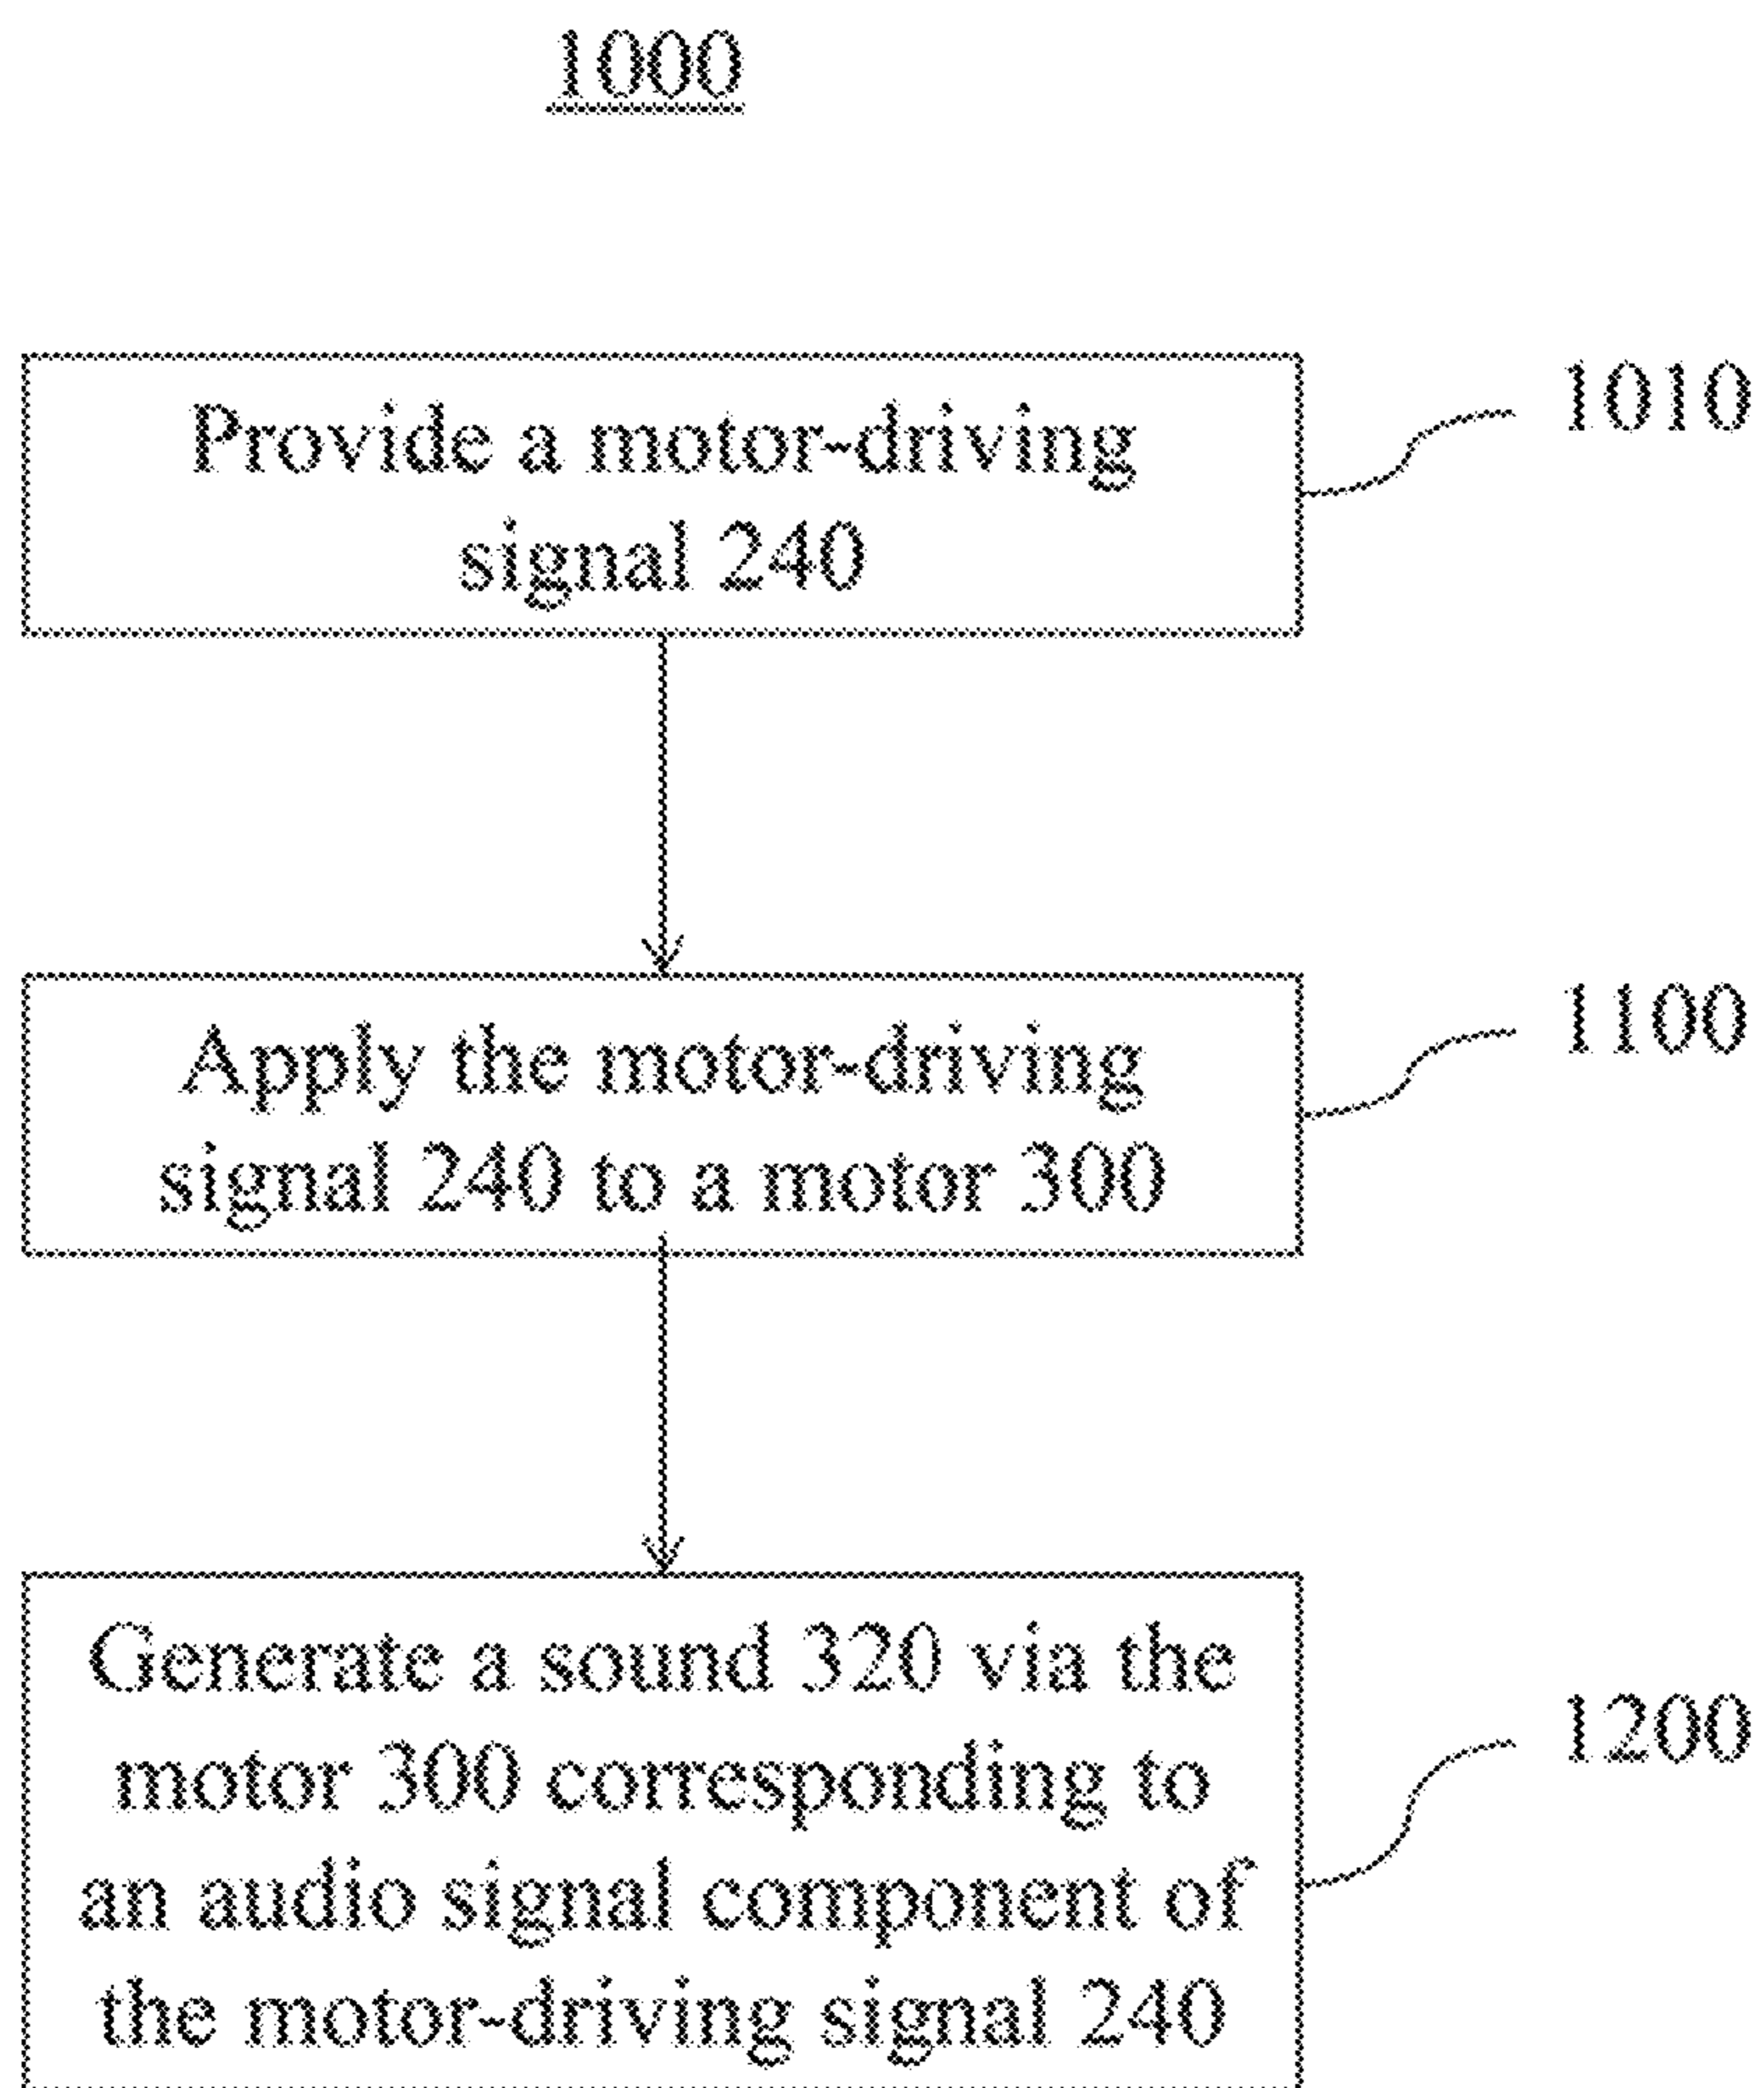 1000
Provide a motor-driving
signal 240
1010
Apply the motor-driving
signal 240 to a motor 300
1100
Generate a sound 320 via the
motor 300 corresponding to
an audio signal component of
the motor-driving signal 240
1200